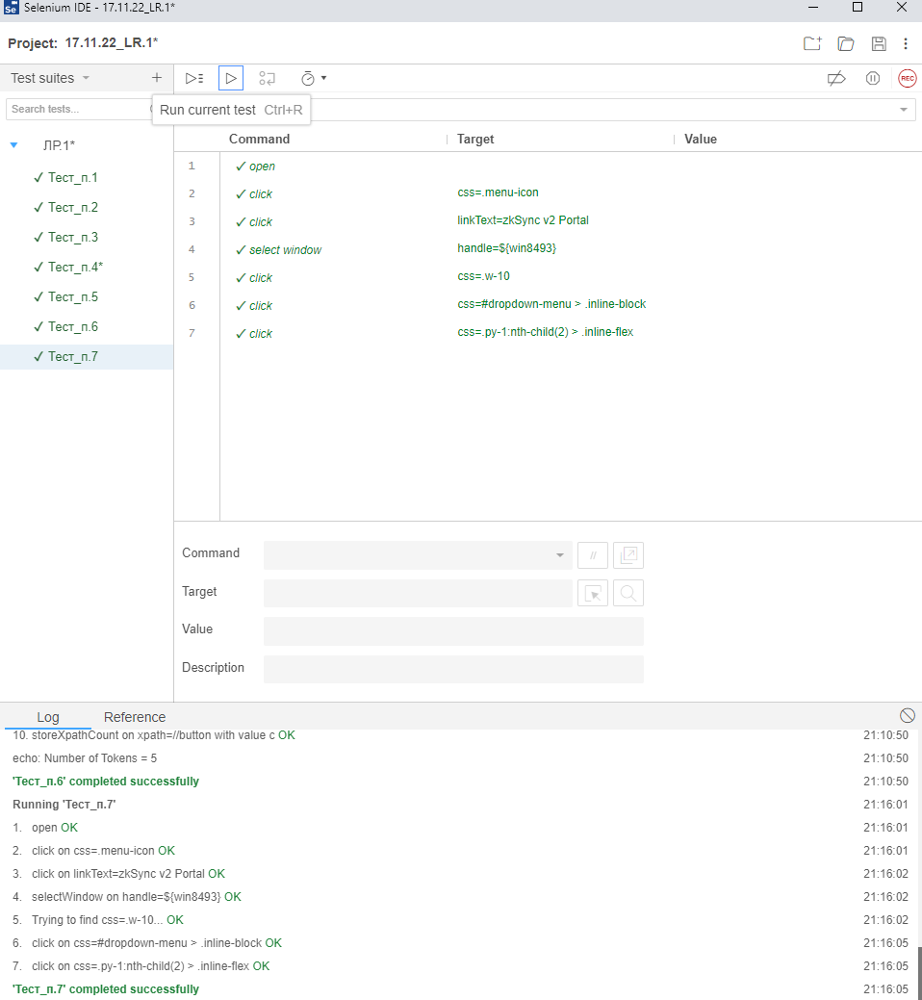 Selenium IDE - 17.11.22_LR.1*
Project: 17.11.22_LR.1*
Test suites
+
REC
Search tests...
Run current test Ctrl+R
Command Target Value
ЛР.1*
✓ Тест_п.1
✓ Тест_п.2
✓ Тест_п.3
✓ Тест_п.4*
✓ Тест_п.5
✓ Тест_п.6
✓ Тест_п.7
1 ✓ open
2 ✓ click css=.menu-icon
3 ✓ click linkText=zkSync v2 Portal
4 ✓ select window handle=${win8493}
5 ✓ click css=.w-10
6 ✓ click css=#dropdown-menu > .inline-block
7 ✓ click css=.py-1:nth-child(2) > .inline-flex
Command //
Target
Value
Description
Log Reference
10. storeXpathCount on xpath=//button with value c OK 21:10:50
echo: Number of Tokens = 5 21:10:50
'Тест_п.6' completed successfully 21:10:50
Running 'Тест_п.7' 21:16:01
1. open OK 21:16:01
2. click on css=.menu-icon OK 21:16:01
3. click on linkText=zkSync v2 Portal OK 21:16:02
4. selectWindow on handle=${win8493} OK 21:16:02
5. Trying to find css=.w-10... OK 21:16:02
6. click on css=#dropdown-menu > .inline-block OK 21:16:05
7. click on css=.py-1:nth-child(2) > .inline-flex OK 21:16:05
'Тест_п.7' completed successfully 21:16:05